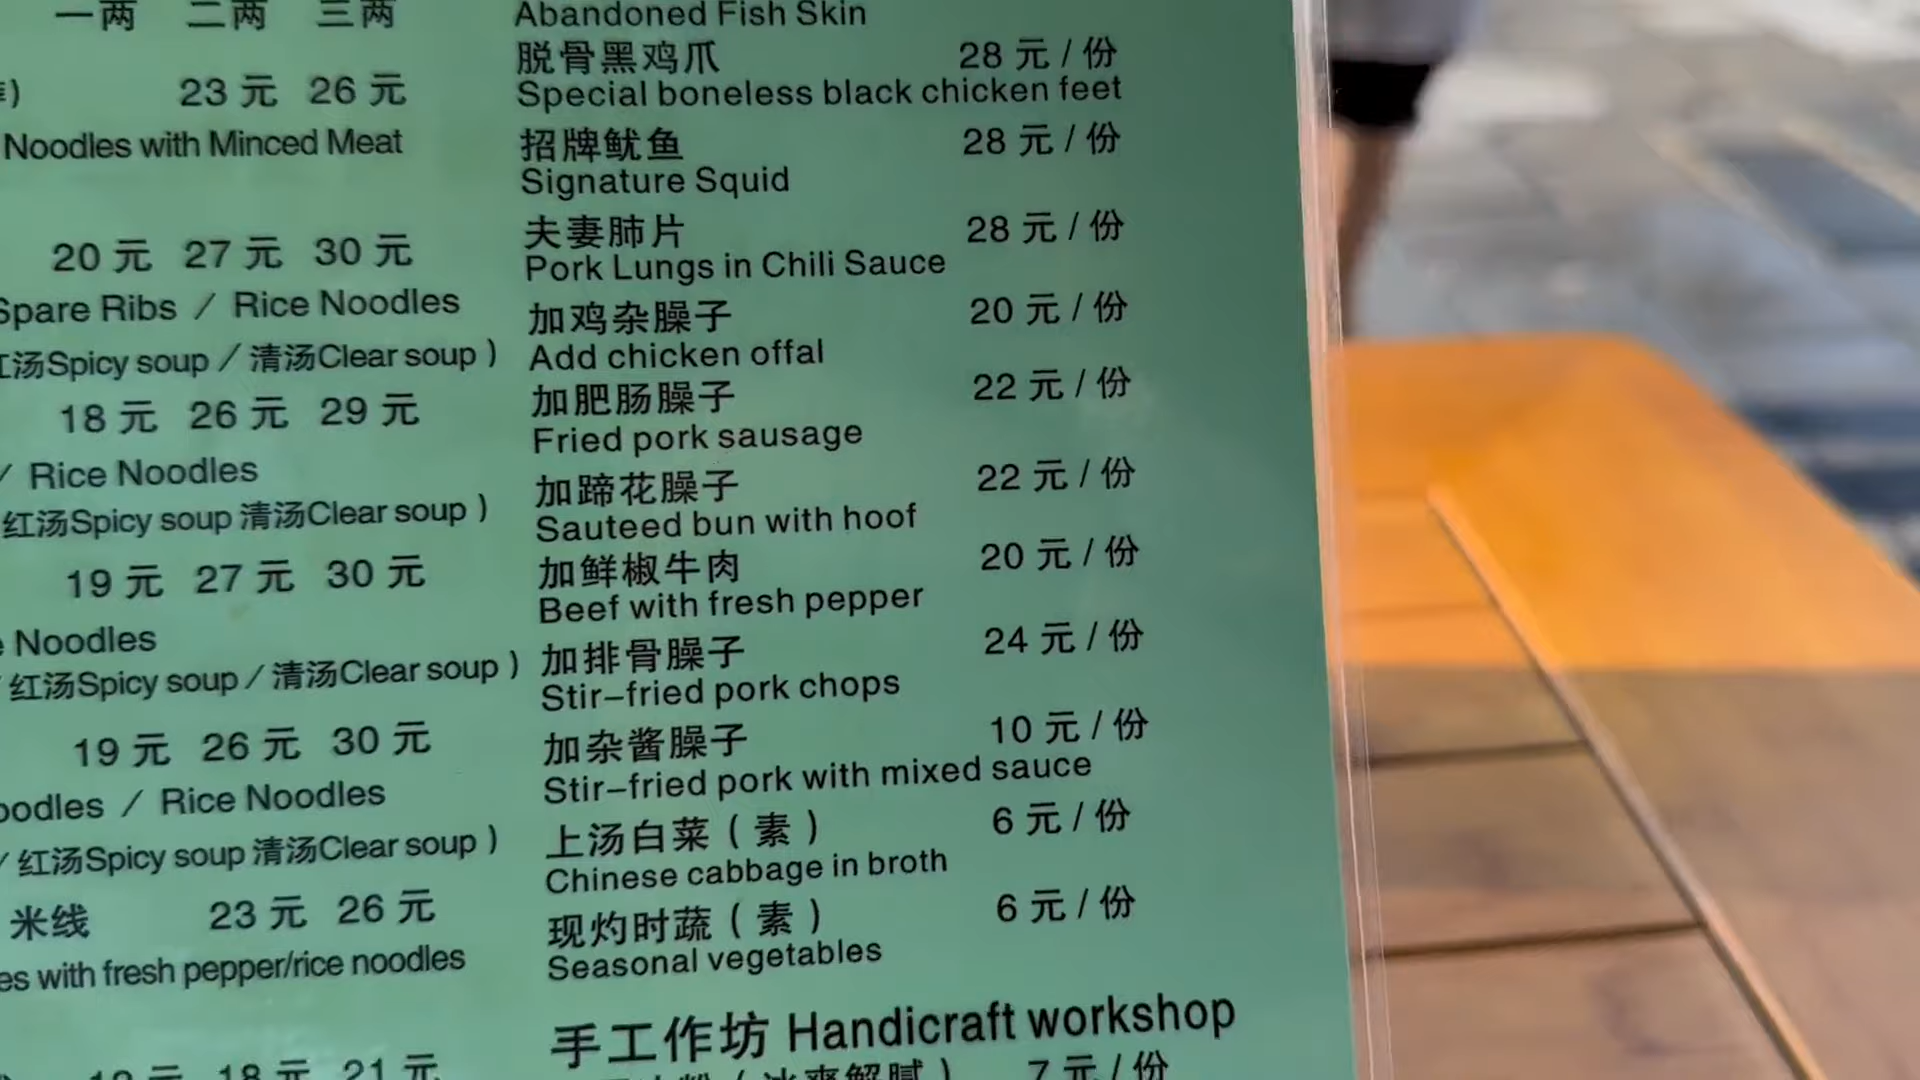 一两 二两 三两
23 元 26 元
Noodles with Minced Meat
20 元 27 元 30 元
Spare Ribs / Rice Noodles
红汤Spicy soup / 清汤Clear soup )
18 元 26 元 29 元
/ Rice Noodles
红汤Spicy soup 清汤Clear soup )
19 元 27 元 30 元
Noodles
红汤Spicy soup / 清汤Clear soup )
19 元 26 元 30 元
oodles / Rice Noodles
/ 红汤Spicy soup 清汤Clear soup )
米线 23 元 26 元
es with fresh pepper/rice noodles
18 元 21 元
Abandoned Fish Skin
脱骨黑鸡爪 28 元 / 份
Special boneless black chicken feet
招牌鱿鱼 28 元 / 份
Signature Squid
夫妻肺片 28 元 / 份
Pork Lungs in Chili Sauce
加鸡杂臊子 20 元 / 份
Add chicken offal
加肥肠臊子 22 元 / 份
Fried pork sausage
加蹄花臊子 22 元 / 份
Sauteed bun with hoof
加鲜椒牛肉 20 元 / 份
Beef with fresh pepper
加排骨臊子 24 元 / 份
Stir-fried pork chops
加杂酱臊子 10 元 / 份
Stir-fried pork with mixed sauce
上汤白菜 ( 素 ) 6 元 / 份
Chinese cabbage in broth
现灼时蔬 ( 素 ) 6 元 / 份
Seasonal vegetables
手工作坊 Handicraft workshop
( 冰爽解腻 ) 7 元 / 份